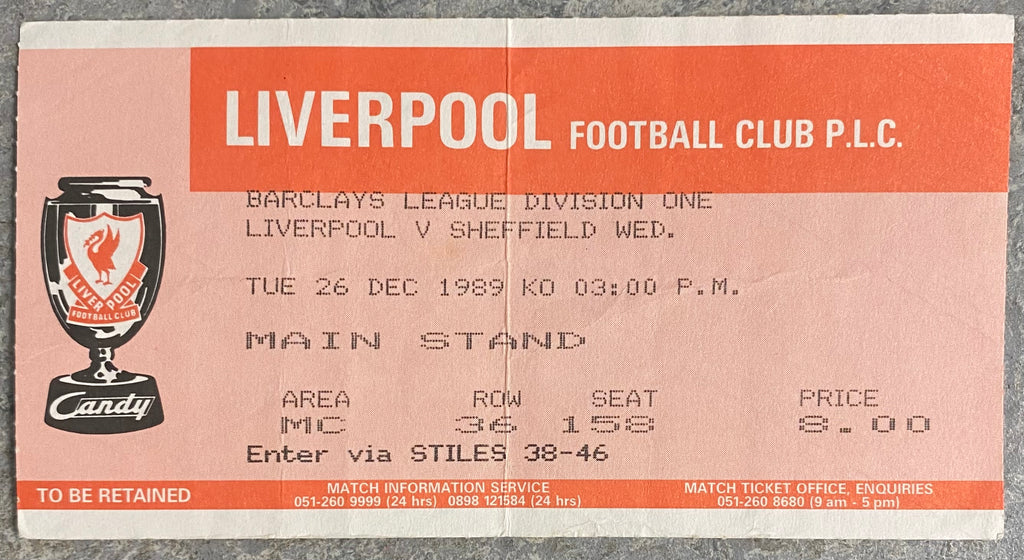 LIVERPOOL FOOTBALL CLUB P.L.C.
BARCLAYS LEAGUE DIVISION ONE
LIVERPOOL V SHEFFIELD WED.
TUE 26 DEC 1989 KO 03:00 P.M.
MAIN STAND
AREA ROW SEAT PRICE
MC 36 158 8.00
Enter via STILES 38-46
LIVERPOOL
FOOTBALL CLUB
Candy
TO BE RETAINED
MATCH INFORMATION SERVICE
051-260 9999 (24 hrs) 0898 121584 (24 hrs)
MATCH TICKET OFFICE, ENQUIRIES
051-260 8680 (9 am - 5 pm)